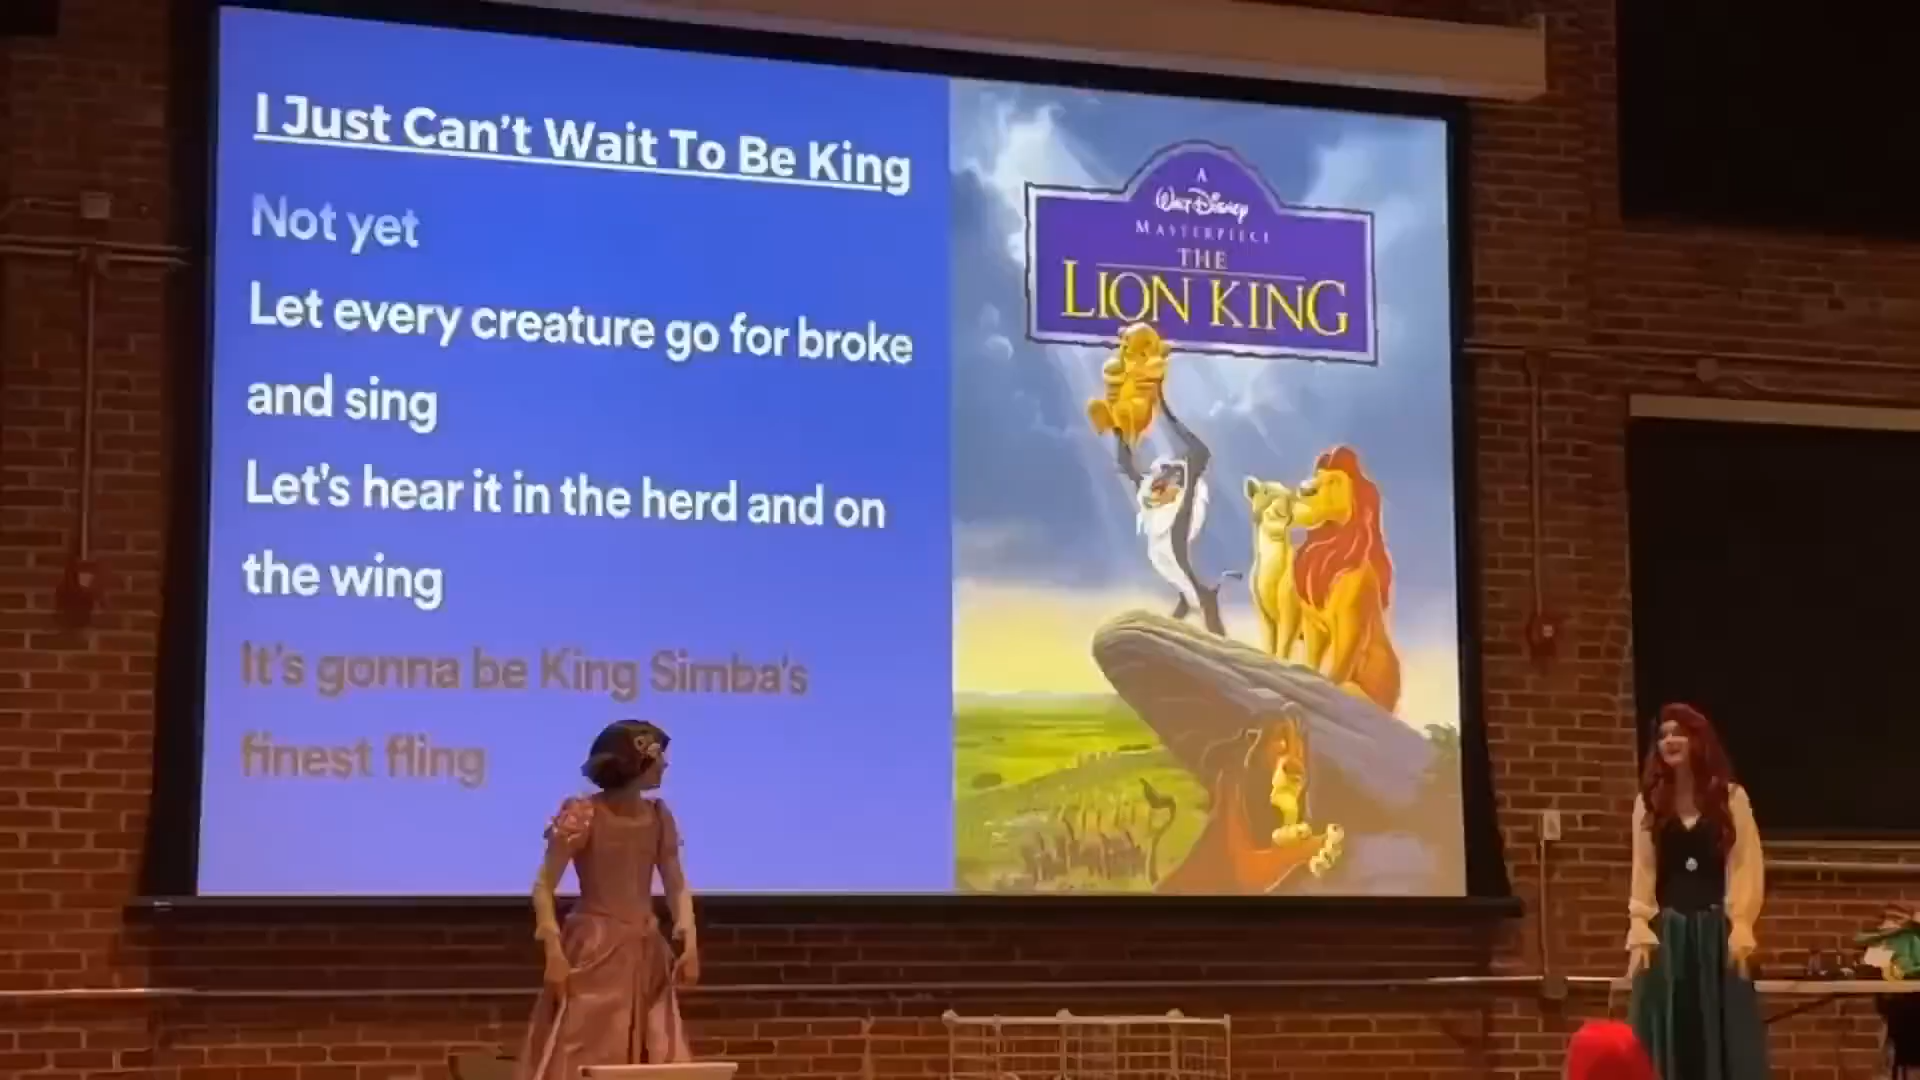 I Just Can't Wait To Be King
Not yet
Let every creature go for broke
and sing
Let's hear it in the herd and on
the wing
It's gonna be King Simba's
finest fling
A
WALT DISNEY
MASTERPIECE
THE
LION KING